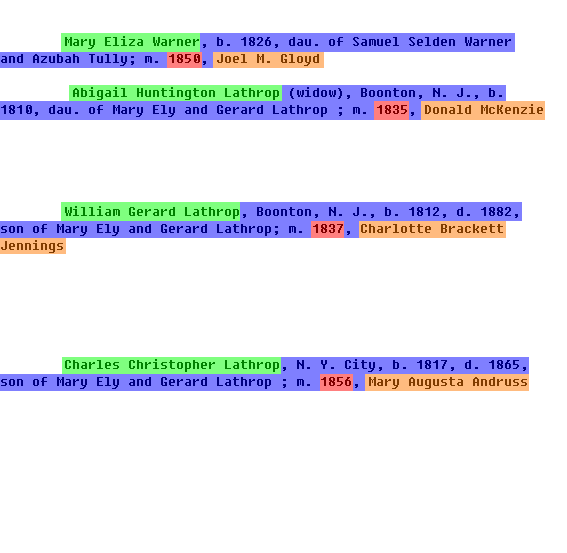 Mary Eliza Warner, b. 1826, dau. of Samuel Selden Warner
and Azubah Tully; m. 1850, Joel M. Gloyd
Abigail Huntington Lathrop (widow), Boonton, N. J., b.
1810, dau. of Mary Ely and Gerard Lathrop ; m. 1835, Donald McKenzie
William Gerard Lathrop, Boonton, N. J., b. 1812, d. 1882,
son of Mary Ely and Gerard Lathrop; m. 1837, Charlotte Brackett
Jennings
Charles Christopher Lathrop, N. Y. City, b. 1817, d. 1865,
son of Mary Ely and Gerard Lathrop ; m. 1856, Mary Augusta Andruss